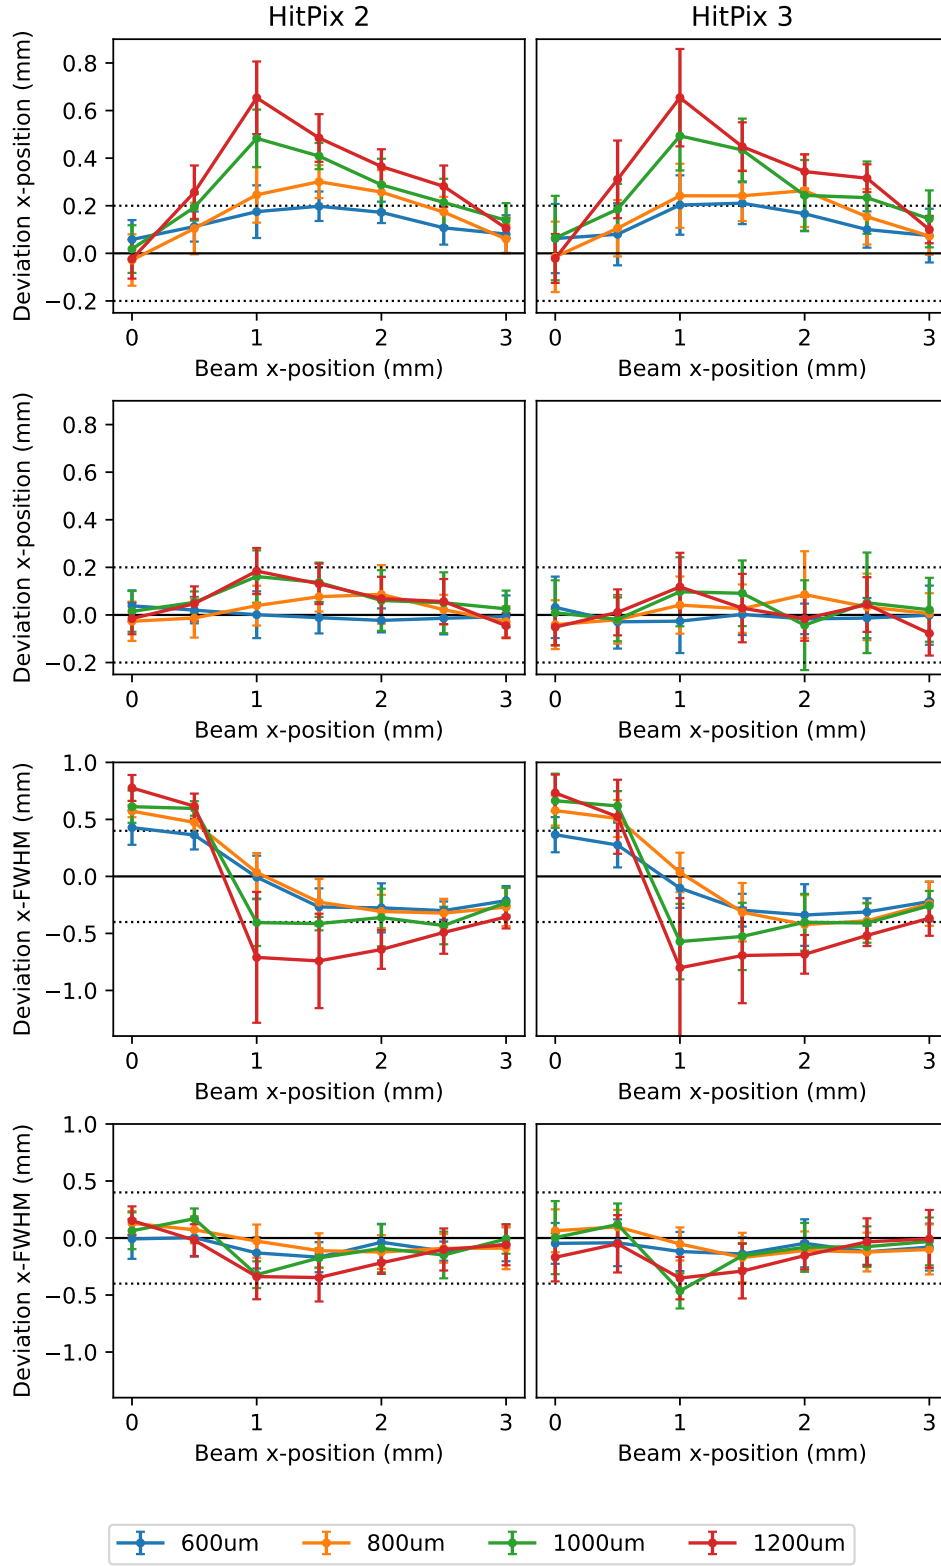 HitPix 2
HitPix 3
Deviation x-position (mm)
0.8
0.6
0.4
0.2
0.0
−0.2
0 1 2 3
0 1 2 3
Beam x-position (mm)
Beam x-position (mm)
Deviation x-position (mm)
0.8
0.6
0.4
0.2
0.0
−0.2
0 1 2 3
0 1 2 3
Beam x-position (mm)
Beam x-position (mm)
Deviation x-FWHM (mm)
1.0
0.5
0.0
−0.5
−1.0
0 1 2 3
0 1 2 3
Beam x-position (mm)
Beam x-position (mm)
Deviation x-FWHM (mm)
1.0
0.5
0.0
−0.5
−1.0
0 1 2 3
0 1 2 3
Beam x-position (mm)
Beam x-position (mm)
600um 800um 1000um 1200um